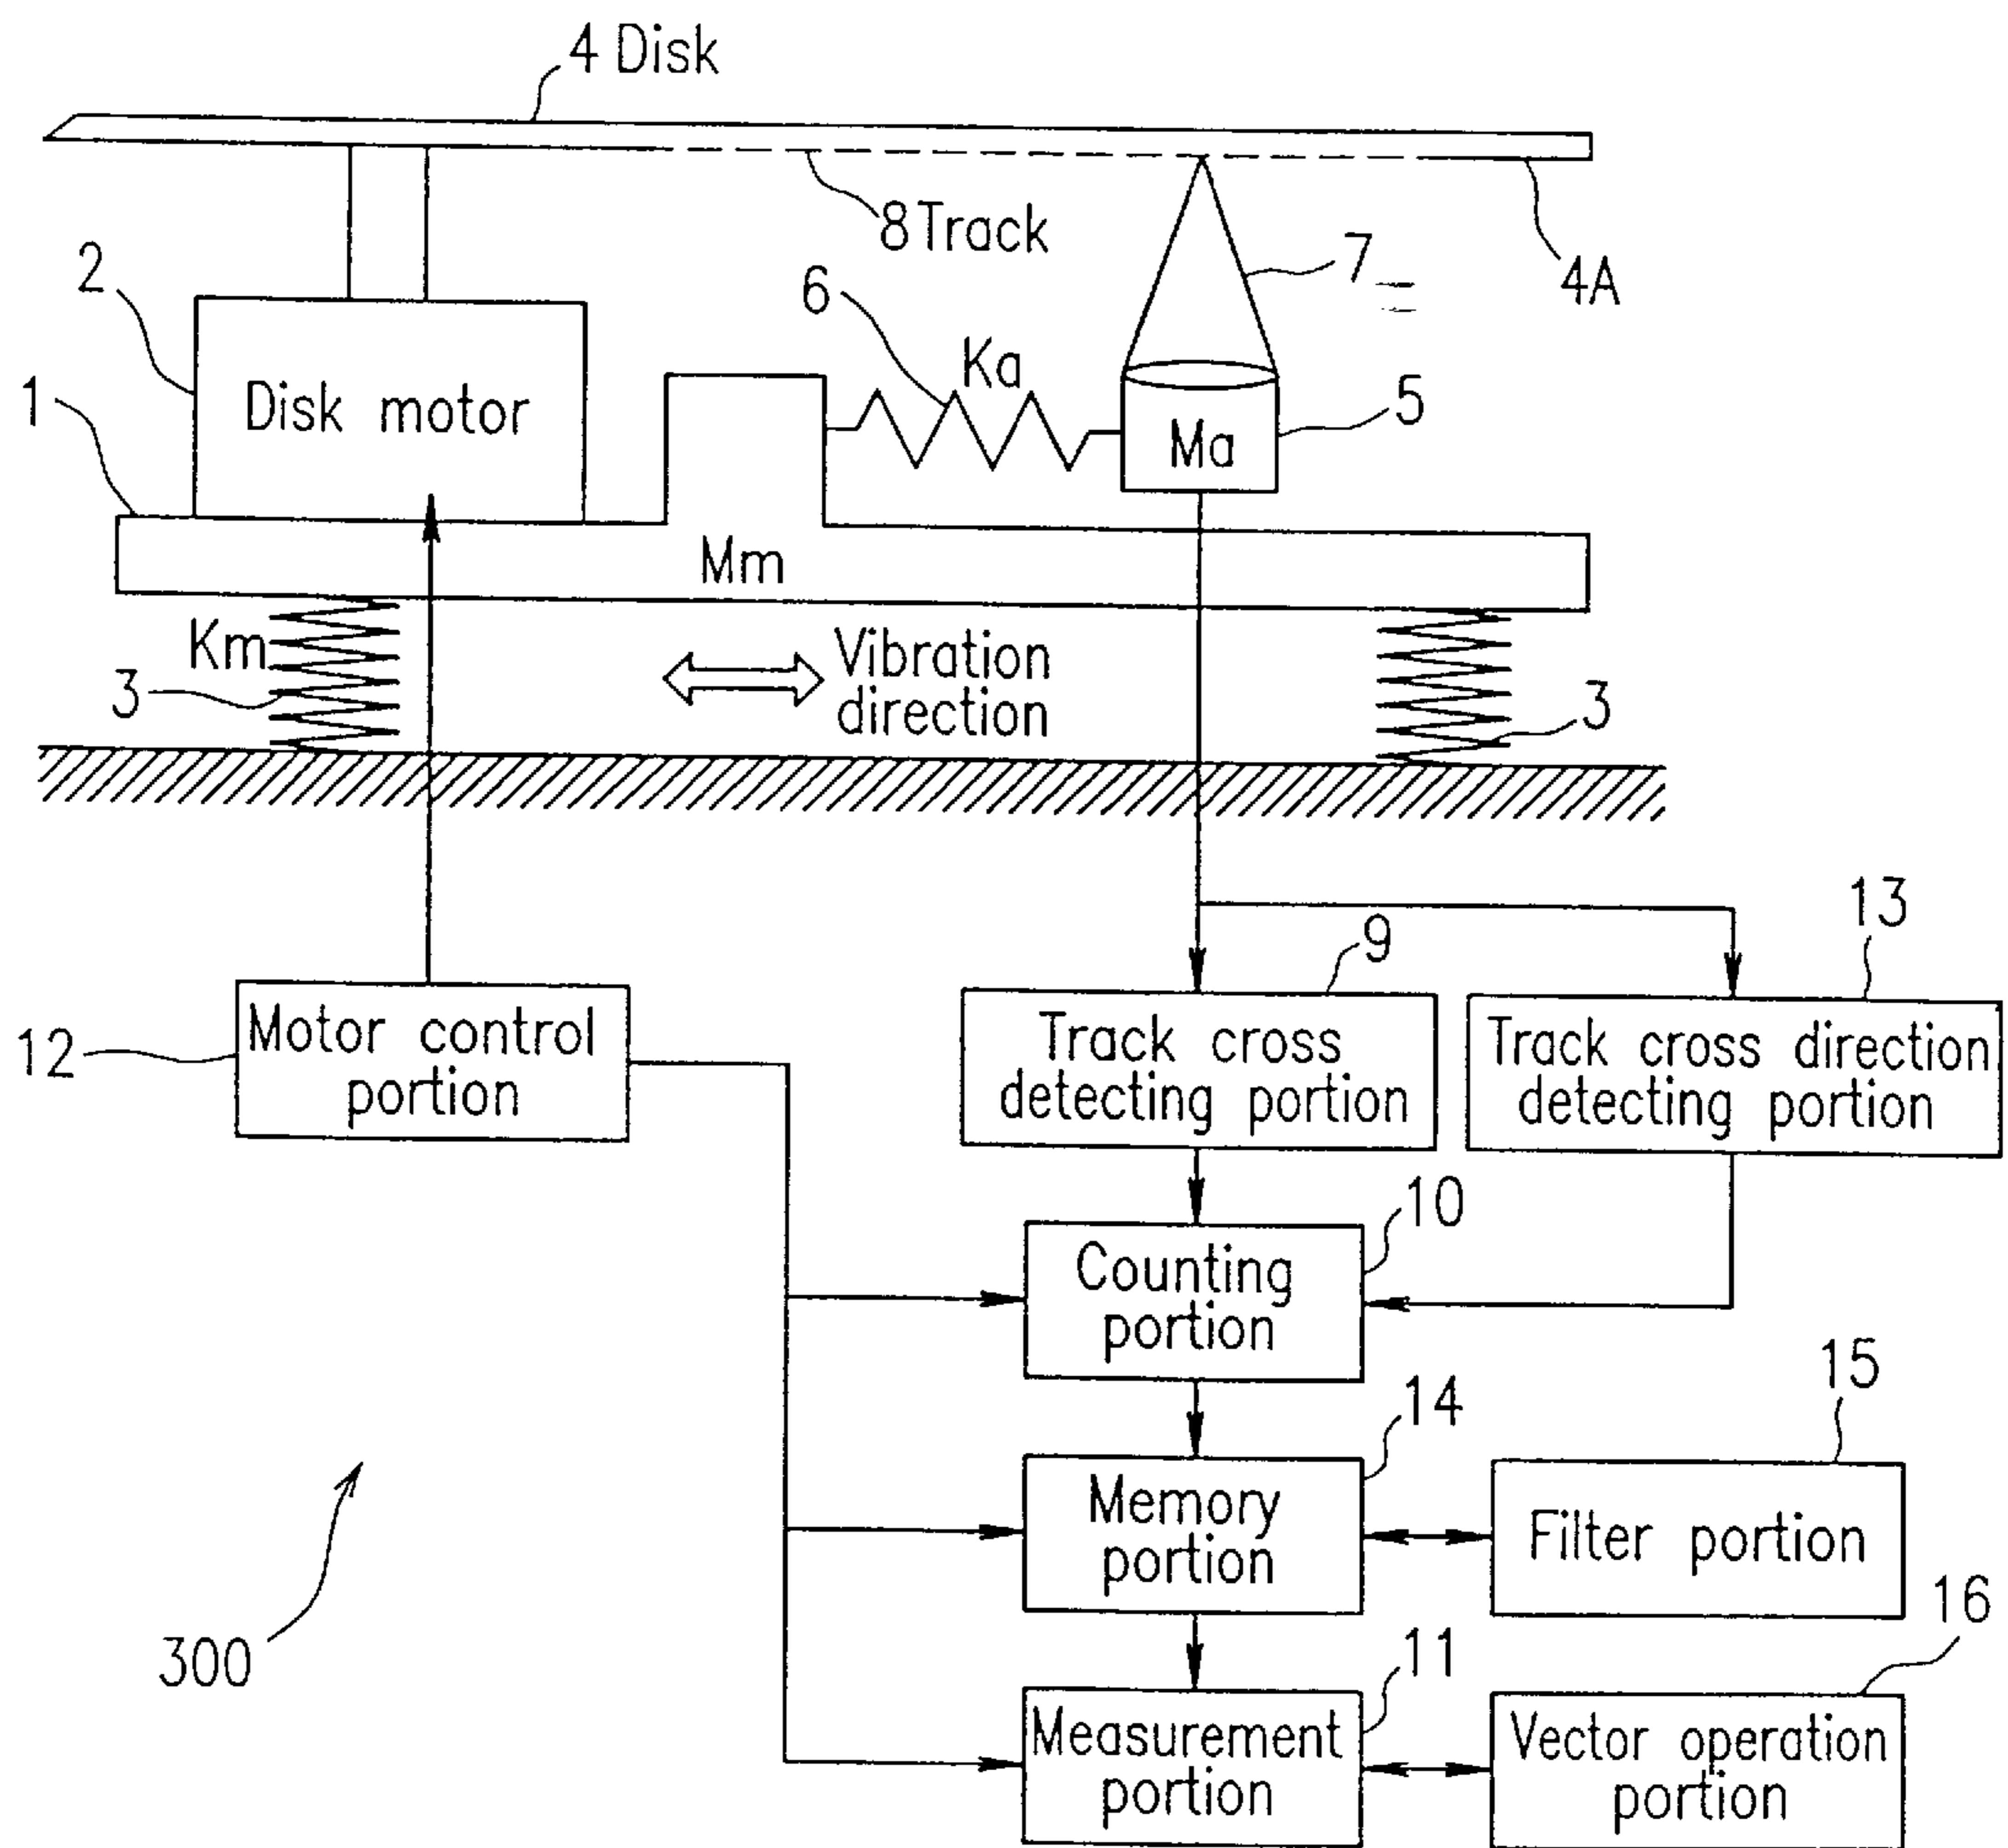 4 Disk
8 Track
7
4A
2
6
Ka
1
Disk motor
Ma
5
Mm
Km
3
Vibration
direction
3
13
9
12
Motor control
portion
Track cross
detecting portion
Track cross direction
detecting portion
10
Counting
portion
15
14
Memory
portion
Filter portion
16
300
11
Measurement
portion
Vector operation
portion